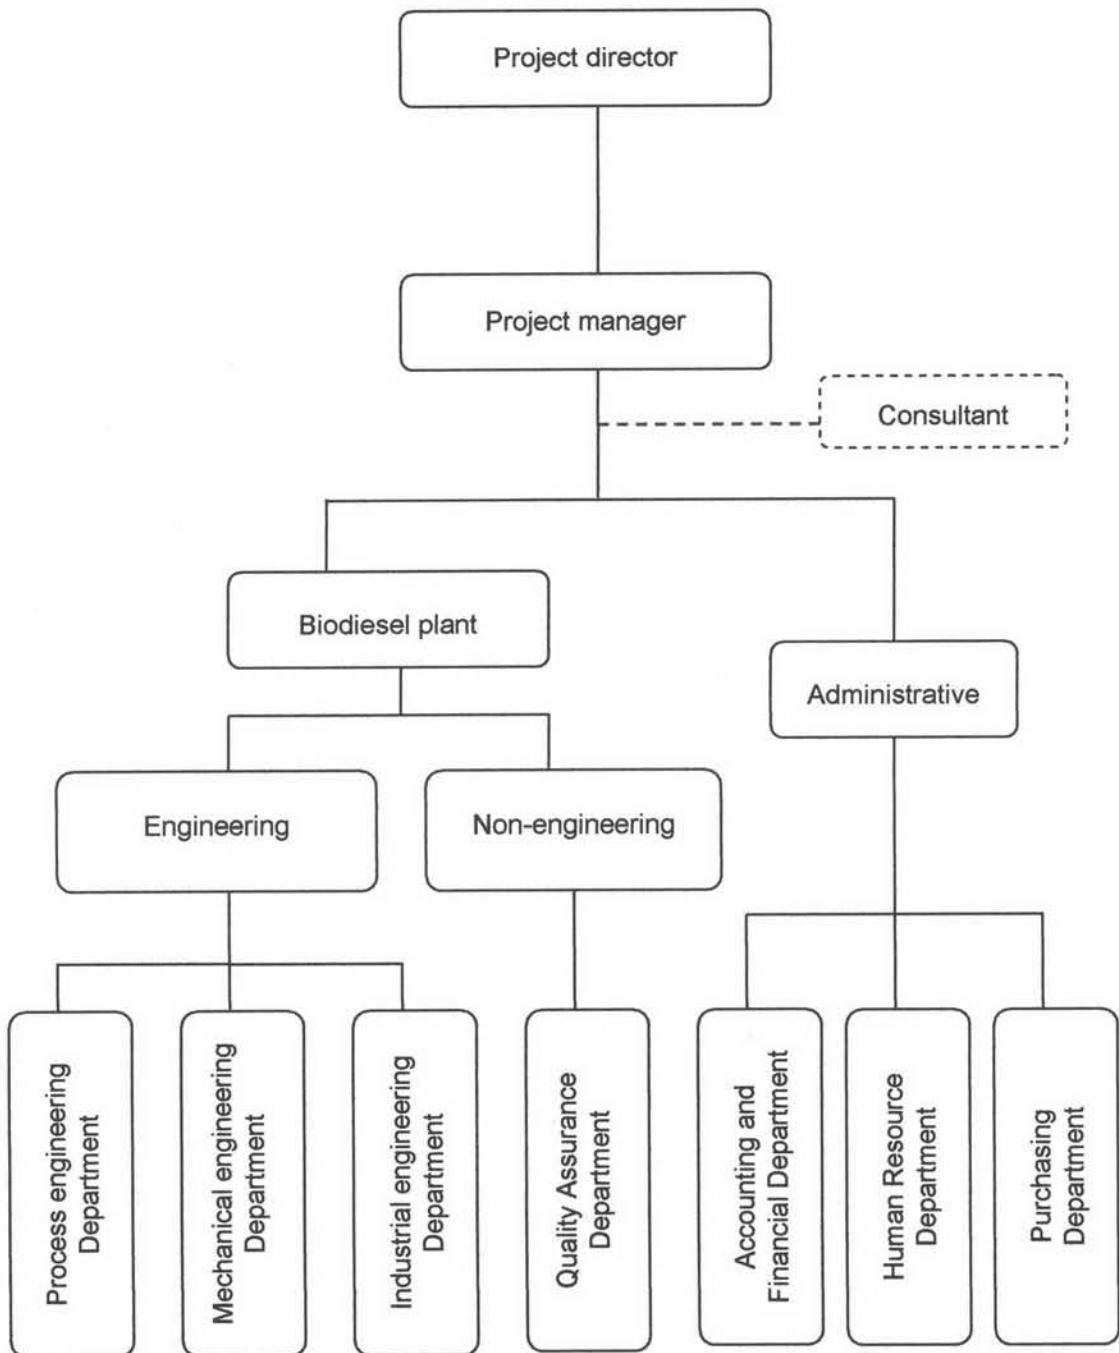 Project director
Project manager
Consultant
Biodiesel plant
Administrative
Engineering
Non-engineering
Process engineering
Department
Mechanical engineering
Department
Industrial engineering
Department
Quality Assurance
Department
Accounting and
Financial Department
Human Resource
Department
Purchasing
Department